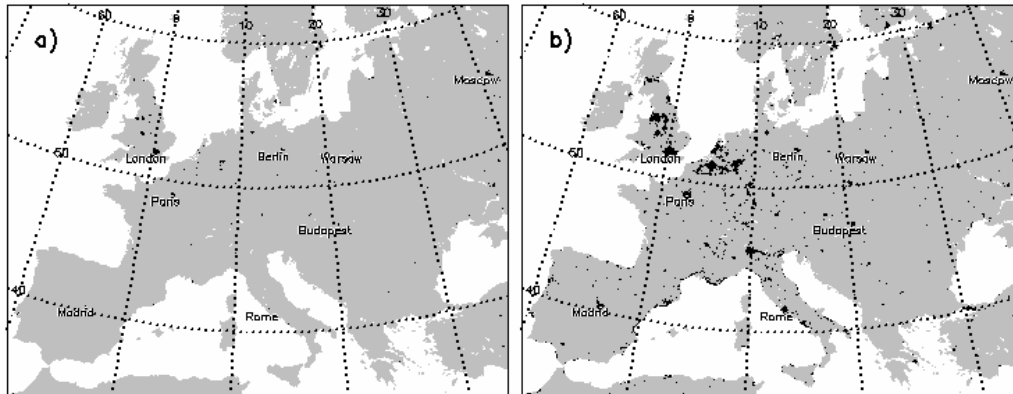 a)
60
0
10
20
30
Moscow
50
London
Berlin
Warsaw
Paris
Budapest
40
Madrid
Rome
b)
60
0
10
20
30
Moscow
50
London
Berlin
Warsaw
Paris
Budapest
40
Madrid
Rome